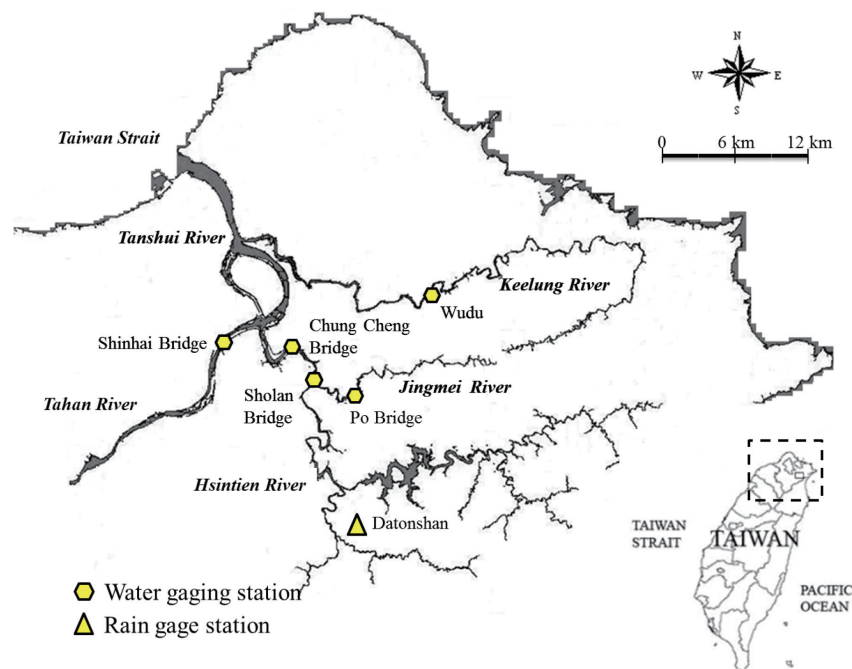 N
W E
S
Taiwan Strait
0 6 km 12 km
Tanshui River
Keelung River
Wudu
Chung Cheng
Bridge
Shinhai Bridge
Jingmei River
Tahan River
Sholan
Bridge
Po Bridge
Hsintien River
Datonshan
TAIWAN
STRAIT
TAIWAN
PACIFIC
OCEAN
Water gaging station
Rain gage station